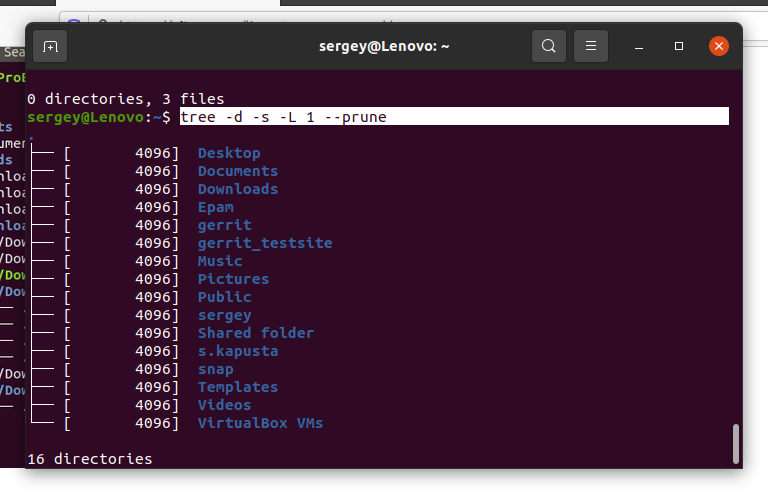 sergey@Lenovo: ~
0 directories, 3 files
sergey@Lenovo:~$ tree -d -s -L 1 --prune
.
├── [       4096]  Desktop
├── [       4096]  Documents
├── [       4096]  Downloads
├── [       4096]  Epam
├── [       4096]  gerrit
├── [       4096]  gerrit_testsite
├── [       4096]  Music
├── [       4096]  Pictures
├── [       4096]  Public
├── [       4096]  sergey
├── [       4096]  Shared folder
├── [       4096]  s.kapusta
├── [       4096]  snap
├── [       4096]  Templates
├── [       4096]  Videos
└── [       4096]  VirtualBox VMs
16 directories